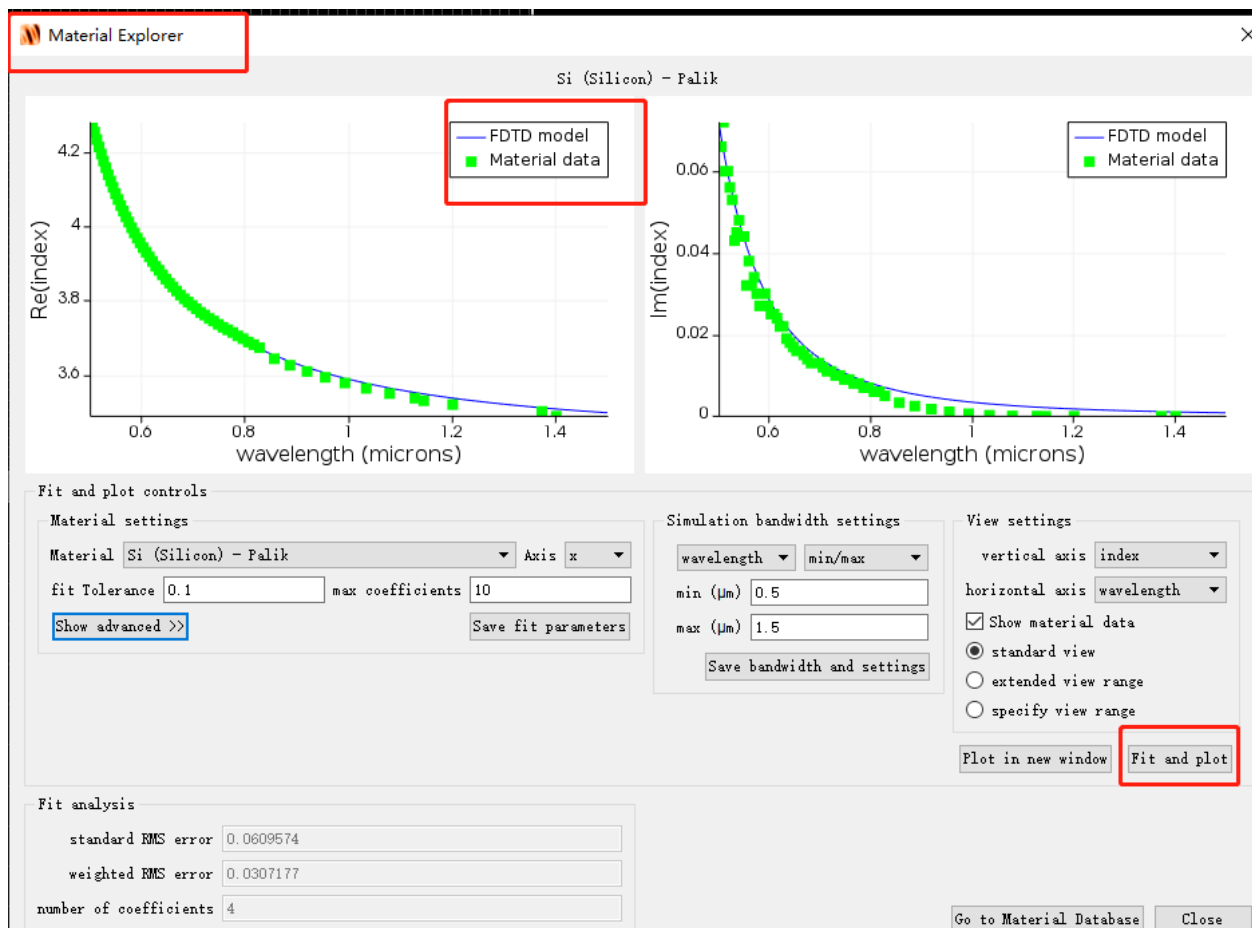 Material Explorer
Si (Silicon) - Palik
FDTD model
Material data
4.2
4
3.8
3.6
Re(index)
0.6 0.8 1 1.2 1.4
wavelength (microns)
FDTD model
Material data
0.06
0.04
0.02
0
Im(index)
0.6 0.8 1 1.2 1.4
wavelength (microns)
Fit and plot controls
Material settings
Material Si (Silicon) - Palik Axis x
fit Tolerance 0.1 max coefficients 10
Show advanced >> Save fit parameters
Simulation bandwidth settings
wavelength min/max
min (μm) 0.5
max (μm) 1.5
Save bandwidth and settings
View settings
vertical axis index
horizontal axis wavelength
Show material data
standard view
extended view range
specify view range
Plot in new window Fit and plot
Fit analysis
standard RMS error 0.0609574
weighted RMS error 0.0307177
number of coefficients 4
Go to Material Database Close